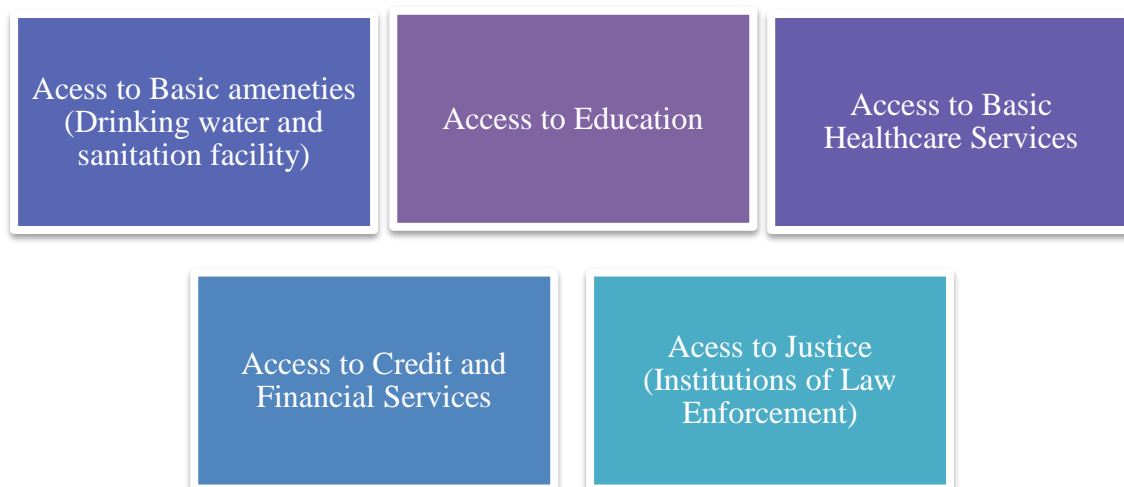 Acess to Basic ameneties
(Drinking water and
sanitation facility)
Access to Education
Access to Basic
Healthcare Services
Access to Credit and
Financial Services
Acess to Justice
(Institutions of Law
Enforcement)